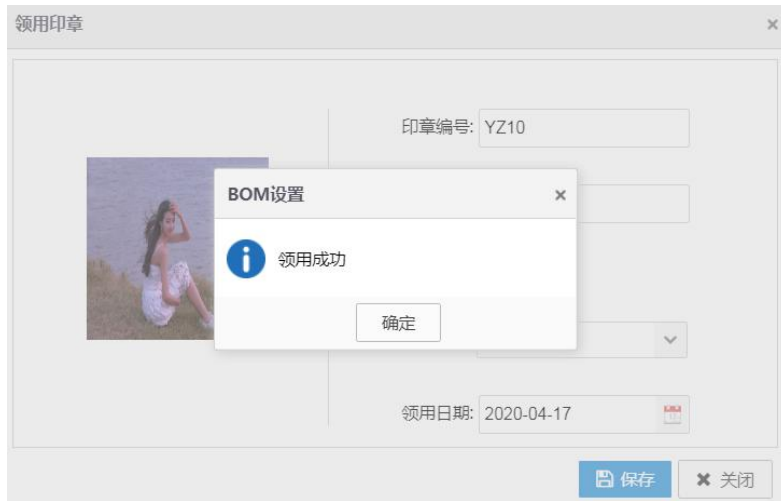 领用印章
印章编号: YZ10
BOM设置
领用成功
确定
领用日期: 2020-04-17
保存
关闭